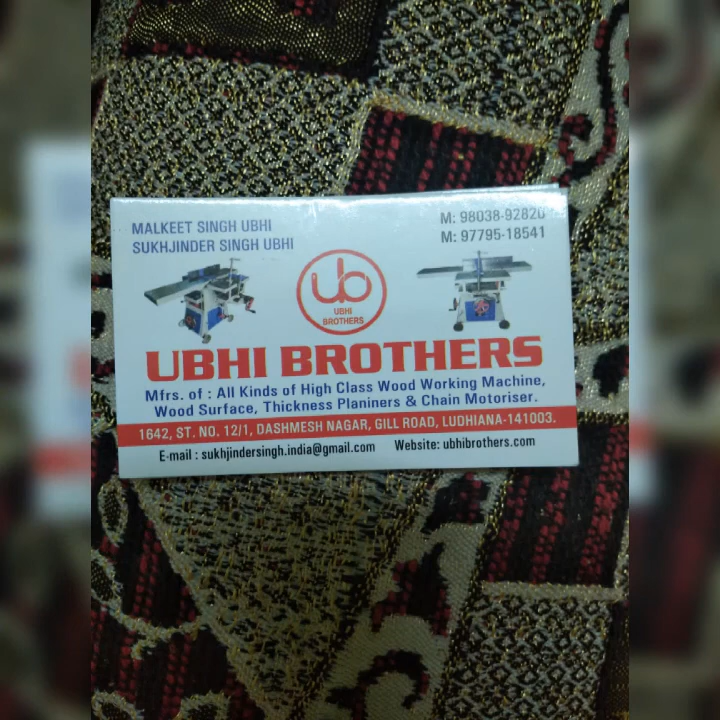 MALKEET SINGH UBHI
SUKHJINDER SINGH UBHI
M: 98038-92820
M: 97795-18541
ub
UBHI
BROTHERS
UBHI BROTHERS
Mfrs. of : All Kinds of High Class Wood Working Machine,
Wood Surface, Thickness Planiners & Chain Motoriser.
1642, ST. NO. 12/1, DASHMESH NAGAR, GILL ROAD, LUDHIANA-141003.
E-mail : sukhjindersingh.india@gmail.com Website: ubhibrothers.com